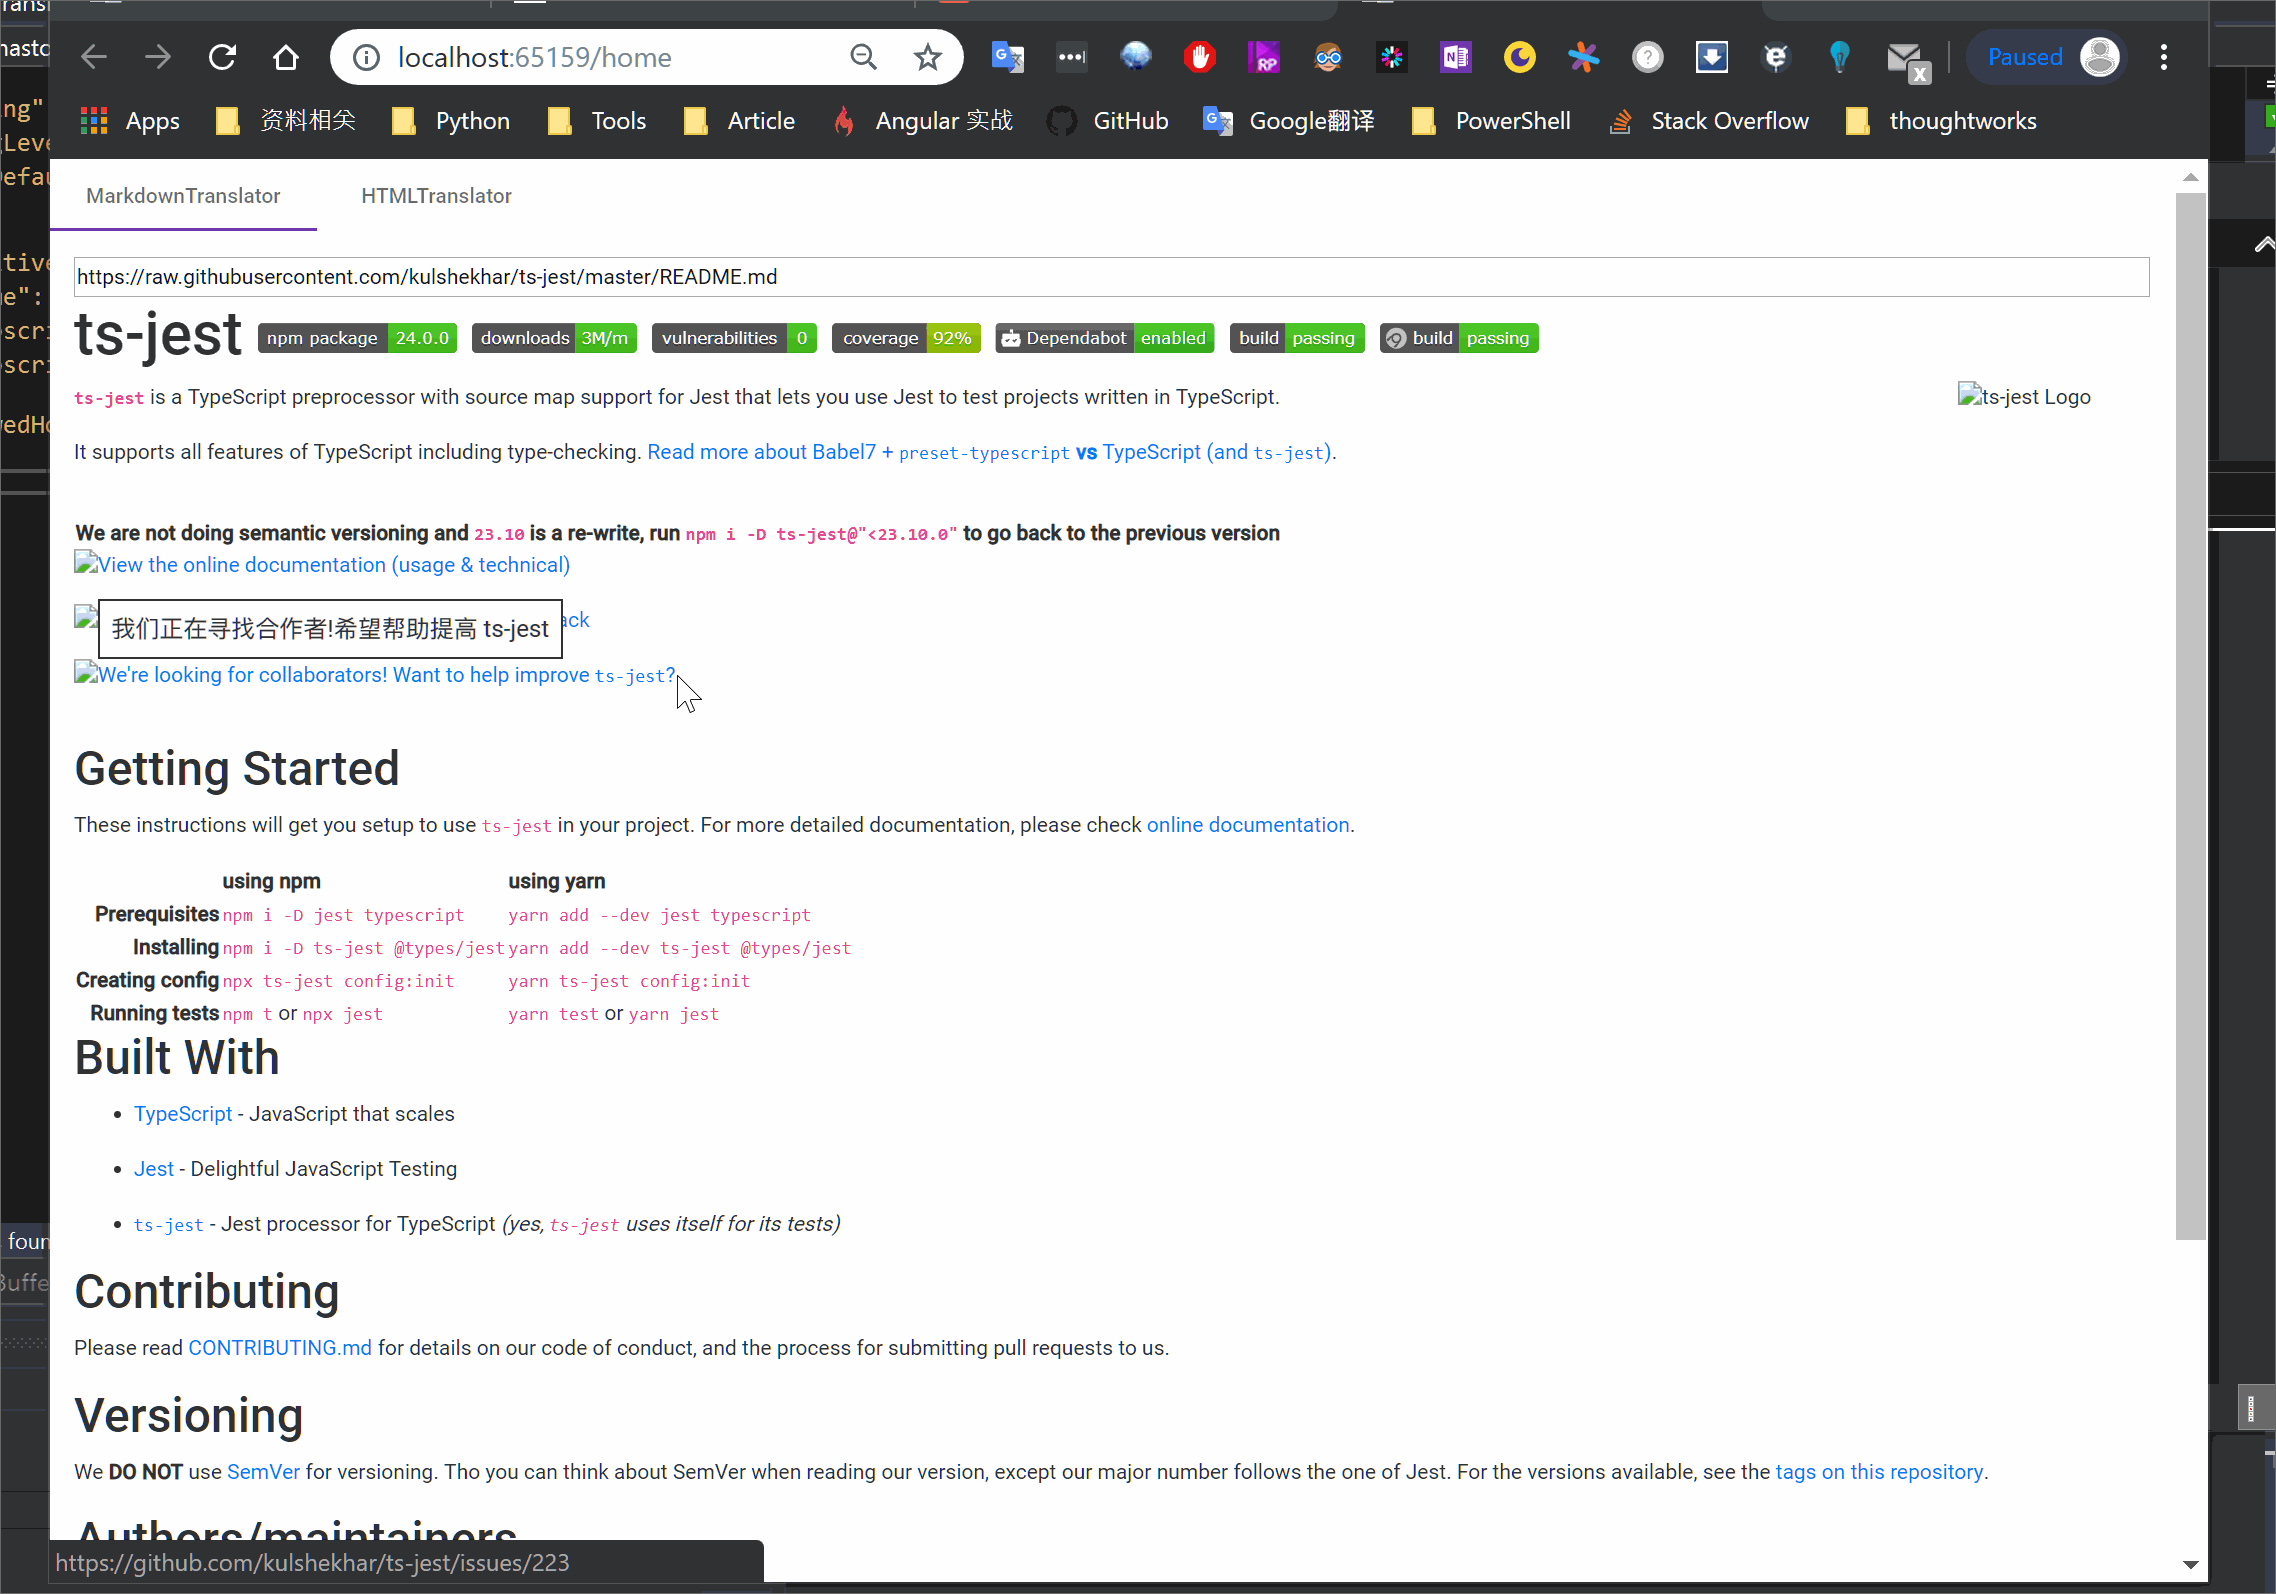 localhost:65159/home
Paused
Apps 资料相关 Python Tools Article Angular 实战 GitHub Google翻译 PowerShell Stack Overflow thoughtworks
MarkdownTranslator HTMLTranslator
https://raw.githubusercontent.com/kulshekhar/ts-jest/master/README.md
ts-jest npm package 24.0.0 downloads 3M/m vulnerabilities 0 coverage 92% Dependabot enabled build passing build passing
ts-jest is a TypeScript preprocessor with source map support for Jest that lets you use Jest to test projects written in TypeScript.
ts-jest Logo
It supports all features of TypeScript including type-checking. Read more about Babel7 + preset-typescript vs TypeScript (and ts-jest).
We are not doing semantic versioning and 23.10 is a re-write, run npm i -D ts-jest@"<23.10.0" to go back to the previous version
View the online documentation (usage & technical)
我们正在寻找合作者!希望帮助提高 ts-jest
We're looking for collaborators! Want to help improve ts-jest?
Getting Started
These instructions will get you setup to use ts-jest in your project. For more detailed documentation, please check online documentation.
using npm using yarn
Prerequisites npm i -D jest typescript yarn add --dev jest typescript
Installing npm i -D ts-jest @types/jest yarn add --dev ts-jest @types/jest
Creating config npx ts-jest config:init yarn ts-jest config:init
Running tests npm t or npx jest yarn test or yarn jest
Built With
• TypeScript - JavaScript that scales
• Jest - Delightful JavaScript Testing
• ts-jest - Jest processor for TypeScript (yes, ts-jest uses itself for its tests)
Contributing
Please read CONTRIBUTING.md for details on our code of conduct, and the process for submitting pull requests to us.
Versioning
We DO NOT use SemVer for versioning. Tho you can think about SemVer when reading our version, except our major number follows the one of Jest. For the versions available, see the tags on this repository.
Authors/maintainers
https://github.com/kulshekhar/ts-jest/issues/223